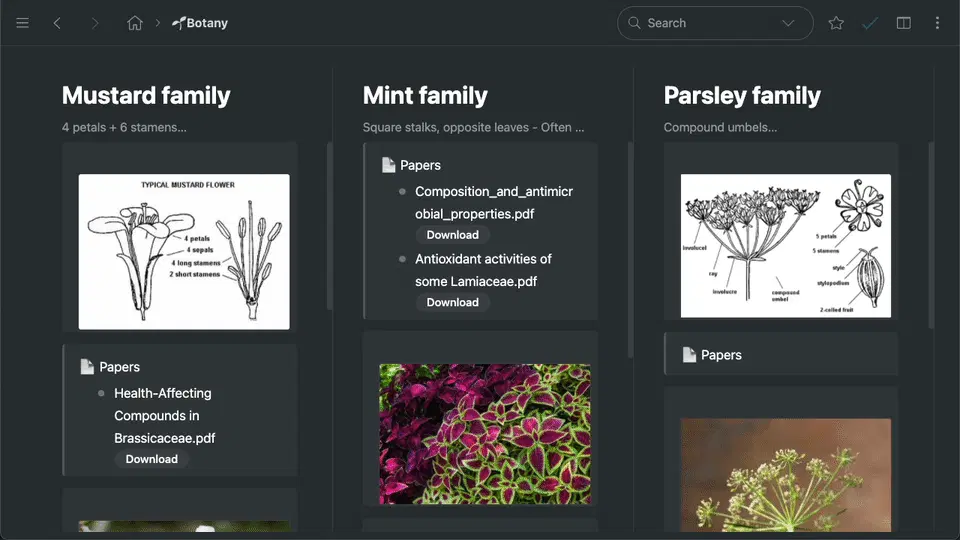 Botany
Search
Mustard family
4 petals + 6 stamens...
TYPICAL MUSTARD FLOWER
4 petals
4 sepals
4 long stamens
2 short stamens
Papers
Health-Affecting
Compounds in
Brassicaceae.pdf
Download
Mint family
Square stalks, opposite leaves - Often ...
Papers
Composition_and_antimicr
obial_properties.pdf
Download
Antioxidant activities of
some Lamiaceae.pdf
Download
Parsley family
Compound umbels...
involucel
ray
involucre
compound
umbel
5 petals
5 stamens
style
stylopodium
2-celled fruit
Papers